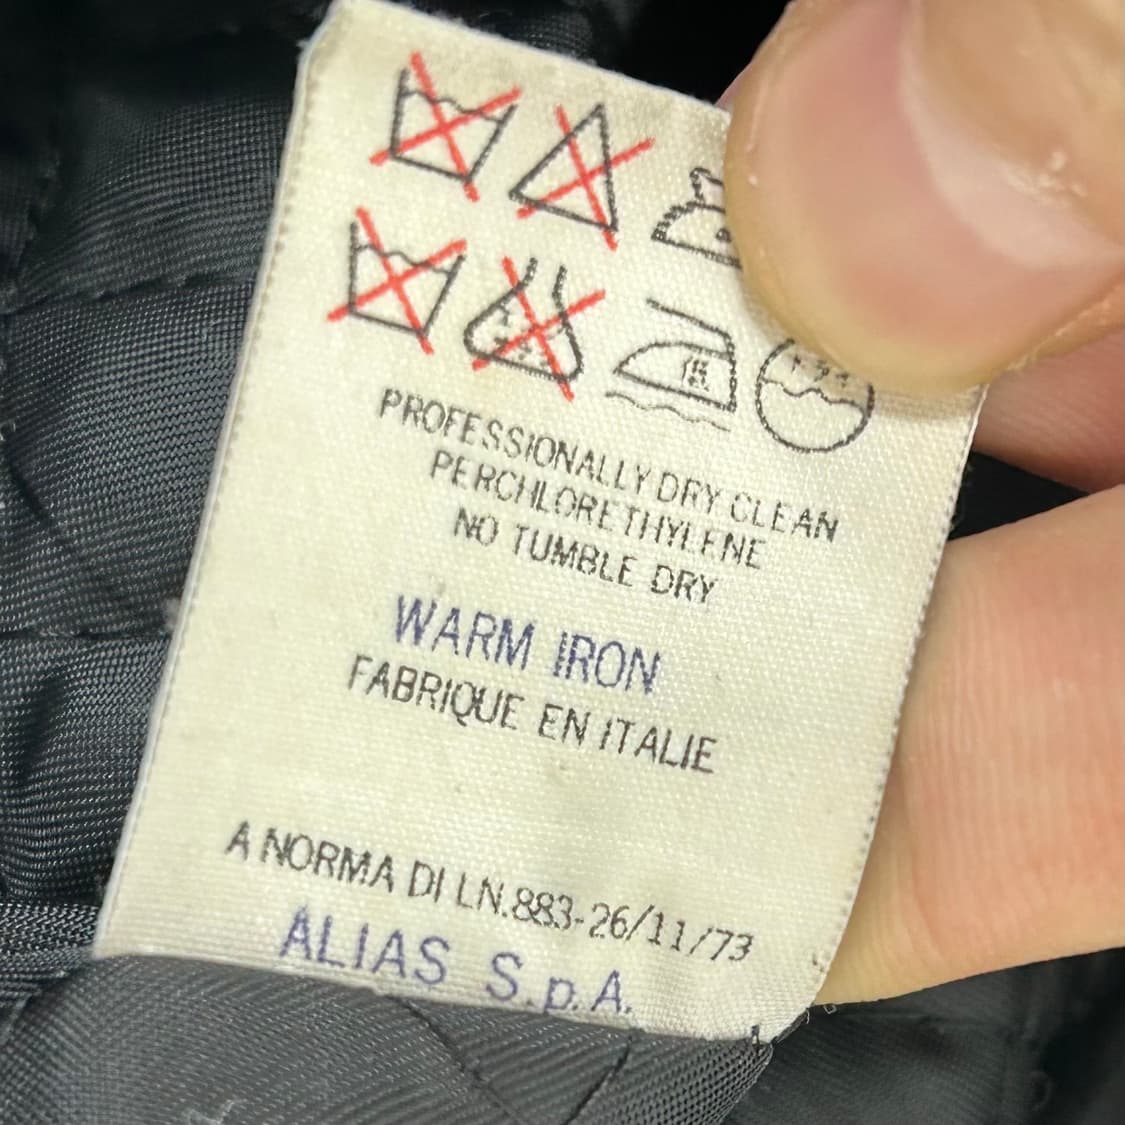 PROFESSIONALLY DRY CLEAN
PERCHLORETHYLENE
NO TUMBLE DRY
WARM IRON
FABRIQUE EN ITALIE
A NORMA DI LN.883-26/11/73
ALIAS S.p.A.